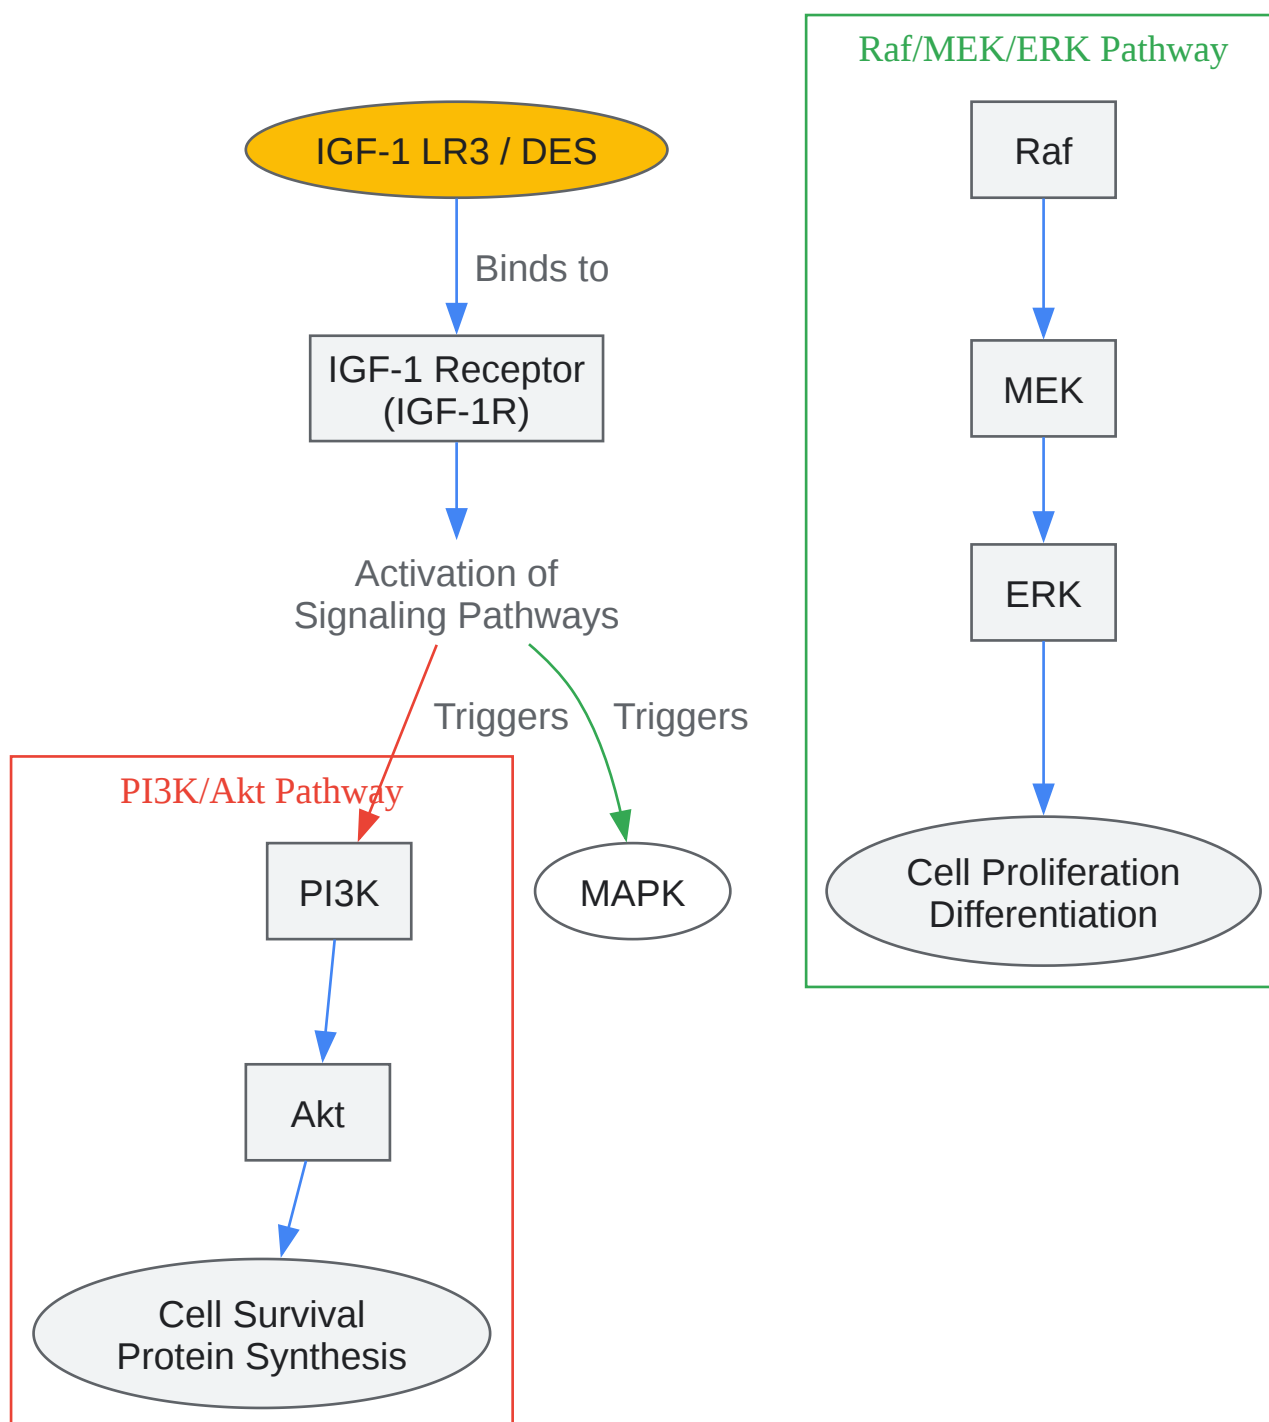 Raf/MEK/ERK Pathway
IGF-1 LR3 / DES
Raf
Binds to
IGF-1 Receptor
(IGF-1R)
MEK
Activation of
Signaling Pathways
ERK
Triggers
Triggers
PI3K/Akt Pathway
PI3K
MAPK
Cell Proliferation
Differentiation
Akt
Cell Survival
Protein Synthesis